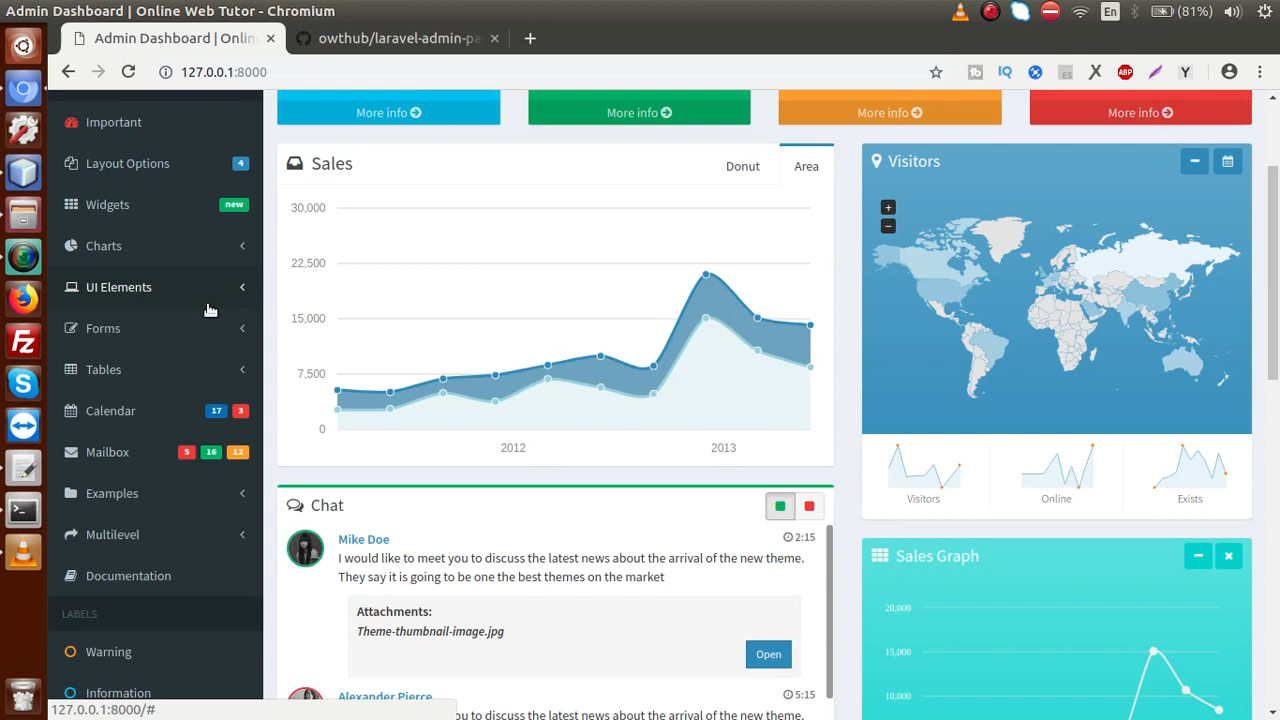 Admin Dashboard | Online Web Tutor - Chromium
En
(81%)
Admin Dashboard | Onlin
owthub/laravel-admin-pa
127.0.0.1:8000
Important
Layout Options 4
Widgets new
Charts
UI Elements
Forms
Tables
Calendar 17 3
Mailbox 5 16 12
Examples
Multilevel
Documentation
LABELS
Warning
Information
127.0.0.1:8000/#
More info
More info
More info
More info
Sales
Donut
Area
30,000
22,500
15,000
7,500
0
2012
2013
Visitors
+
−
Visitors
Online
Exists
Chat
Mike Doe
2:15
I would like to meet you to discuss the latest news about the arrival of the new theme.
They say it is going to be one the best themes on the market
Attachments:
Theme-thumbnail-image.jpg
Open
Alexander Pierce
5:15
you to discuss the latest news about the arrival of the new theme.
Sales Graph
20,000
15,000
10,000